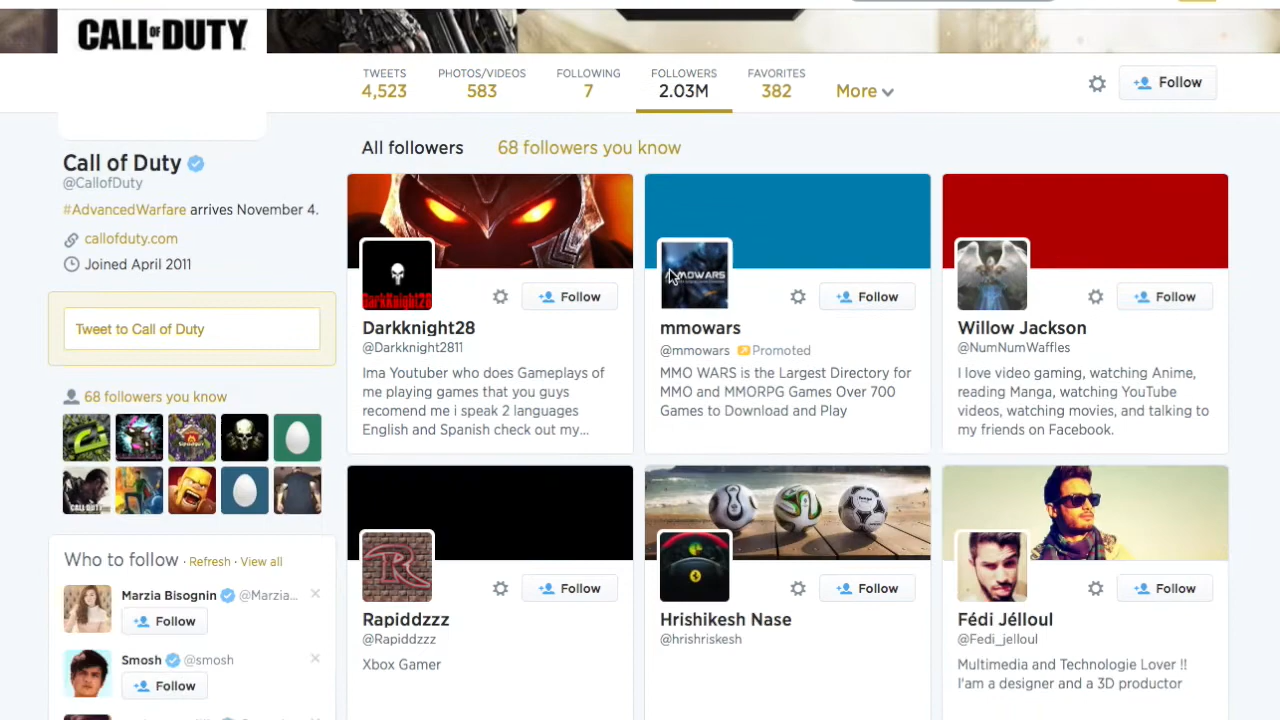 CALL OF DUTY
TWEETS
4,523
PHOTOS/VIDEOS
583
FOLLOWING
7
FOLLOWERS
2.03M
FAVORITES
382
More
Follow
Call of Duty
@CallofDuty
#AdvancedWarfare arrives November 4.
callofduty.com
Joined April 2011
Tweet to Call of Duty
68 followers you know
CALL OF DUTY
Who to follow · Refresh · View all
Marzia Bisognin @Marzia...
Follow
Smosh @smosh
Follow
All followers
68 followers you know
DarkKnight28
Follow
Darkknight28
@Darkknight2811
Ima Youtuber who does Gameplays of
me playing games that you guys
recomend me i speak 2 languages
English and Spanish check out my...
MMOWARS
Follow
mmowars
@mmowars Promoted
MMO WARS is the Largest Directory for
MMO and MMORPG Games Over 700
Games to Download and Play
Follow
Willow Jackson
@NumNumWaffles
I love video gaming, watching Anime,
reading Manga, watching YouTube
videos, watching movies, and talking to
my friends on Facebook.
R
Follow
Rapiddzzz
@Rapiddzzz
Xbox Gamer
Follow
Hrishikesh Nase
@hrishriskesh
Follow
Fédi Jélloul
@Fedi_jelloul
Multimedia and Technologie Lover !!
I'am a designer and a 3D productor